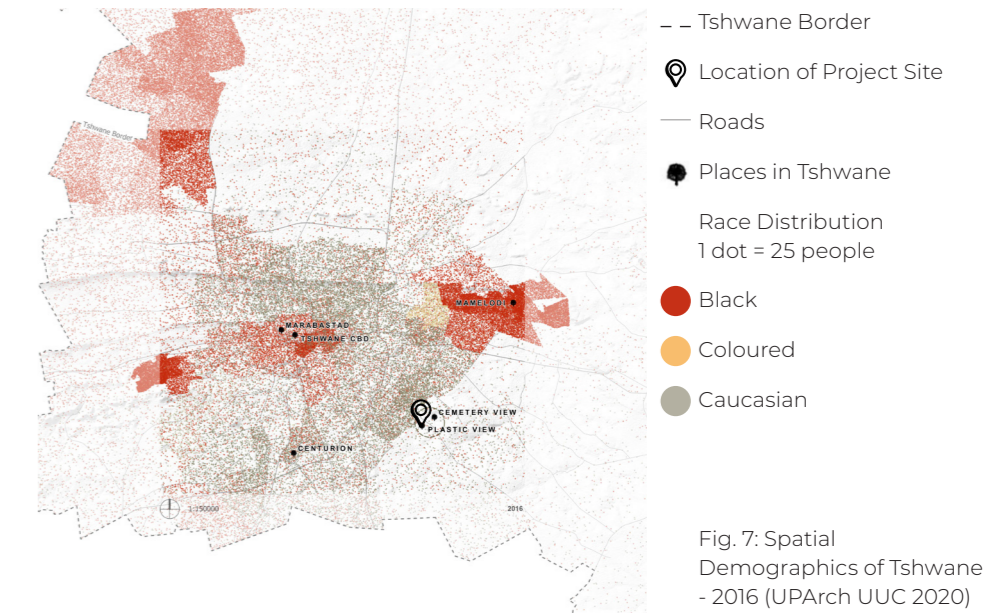 Tshwane Border
MARABASTAD
TSHWANE CBD
MAMELODI
CEMETERY VIEW
PLASTIC VIEW
CENTURION
1:150000
2016
Tshwane Border
Location of Project Site
Roads
Places in Tshwane
Race Distribution
1 dot = 25 people
Black
Coloured
Caucasian
Fig. 7: Spatial
Demographics of Tshwane
- 2016 (UPArch UUC 2020)